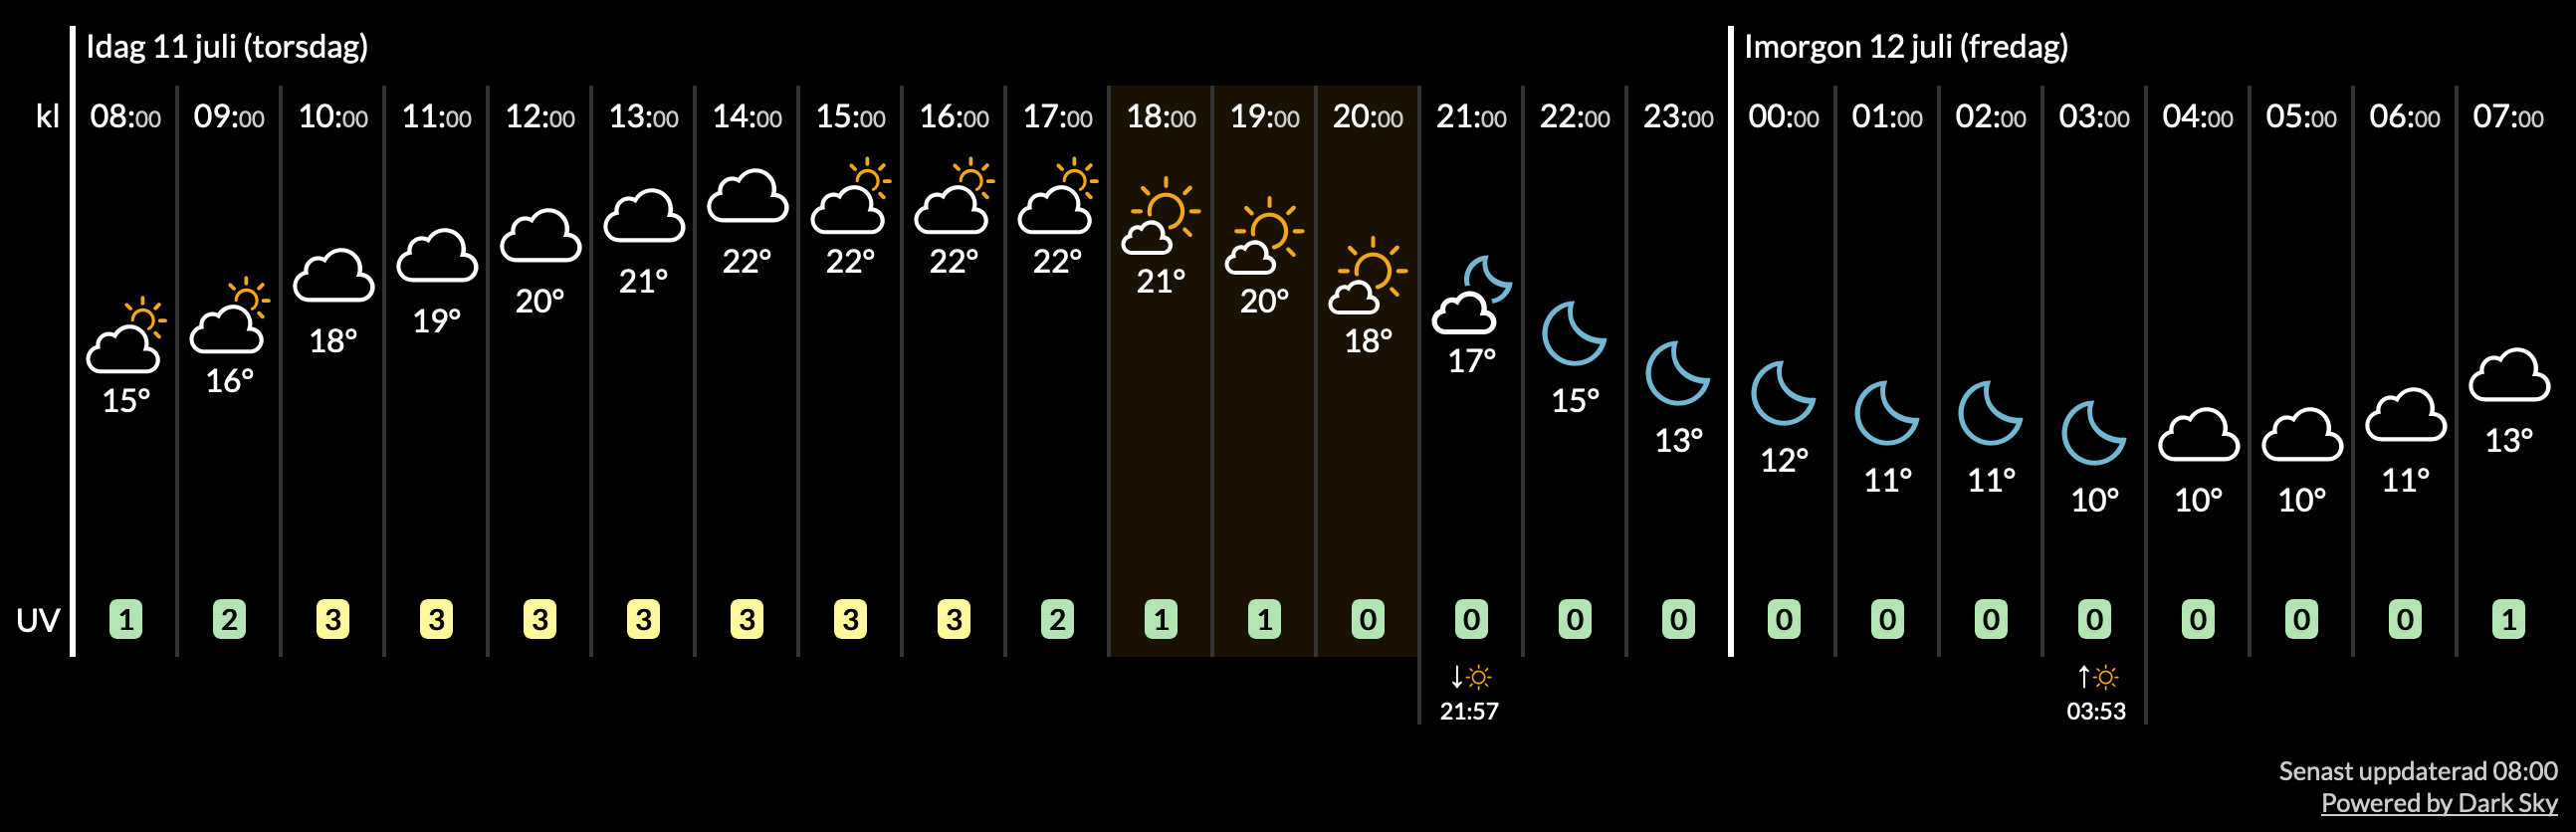 Idag 11 juli (torsdag) Imorgon 12 juli (fredag)
kl 08:00 09:00 10:00 11:00 12:00 13:00 14:00 15:00 16:00 17:00 18:00 19:00 20:00 21:00 22:00 23:00 00:00 01:00 02:00 03:00 04:00 05:00 06:00 07:00
15° 16° 18° 19° 20° 21° 22° 22° 22° 22° 21° 20° 18° 17° 15° 13° 12° 11° 11° 10° 10° 10° 11° 13°
UV 1 2 3 3 3 3 3 3 3 2 1 1 0 0 0 0 0 0 0 0 0 0 0 1
↓ ↑
21:57 03:53
Senast uppdaterad 08:00
Powered by Dark Sky